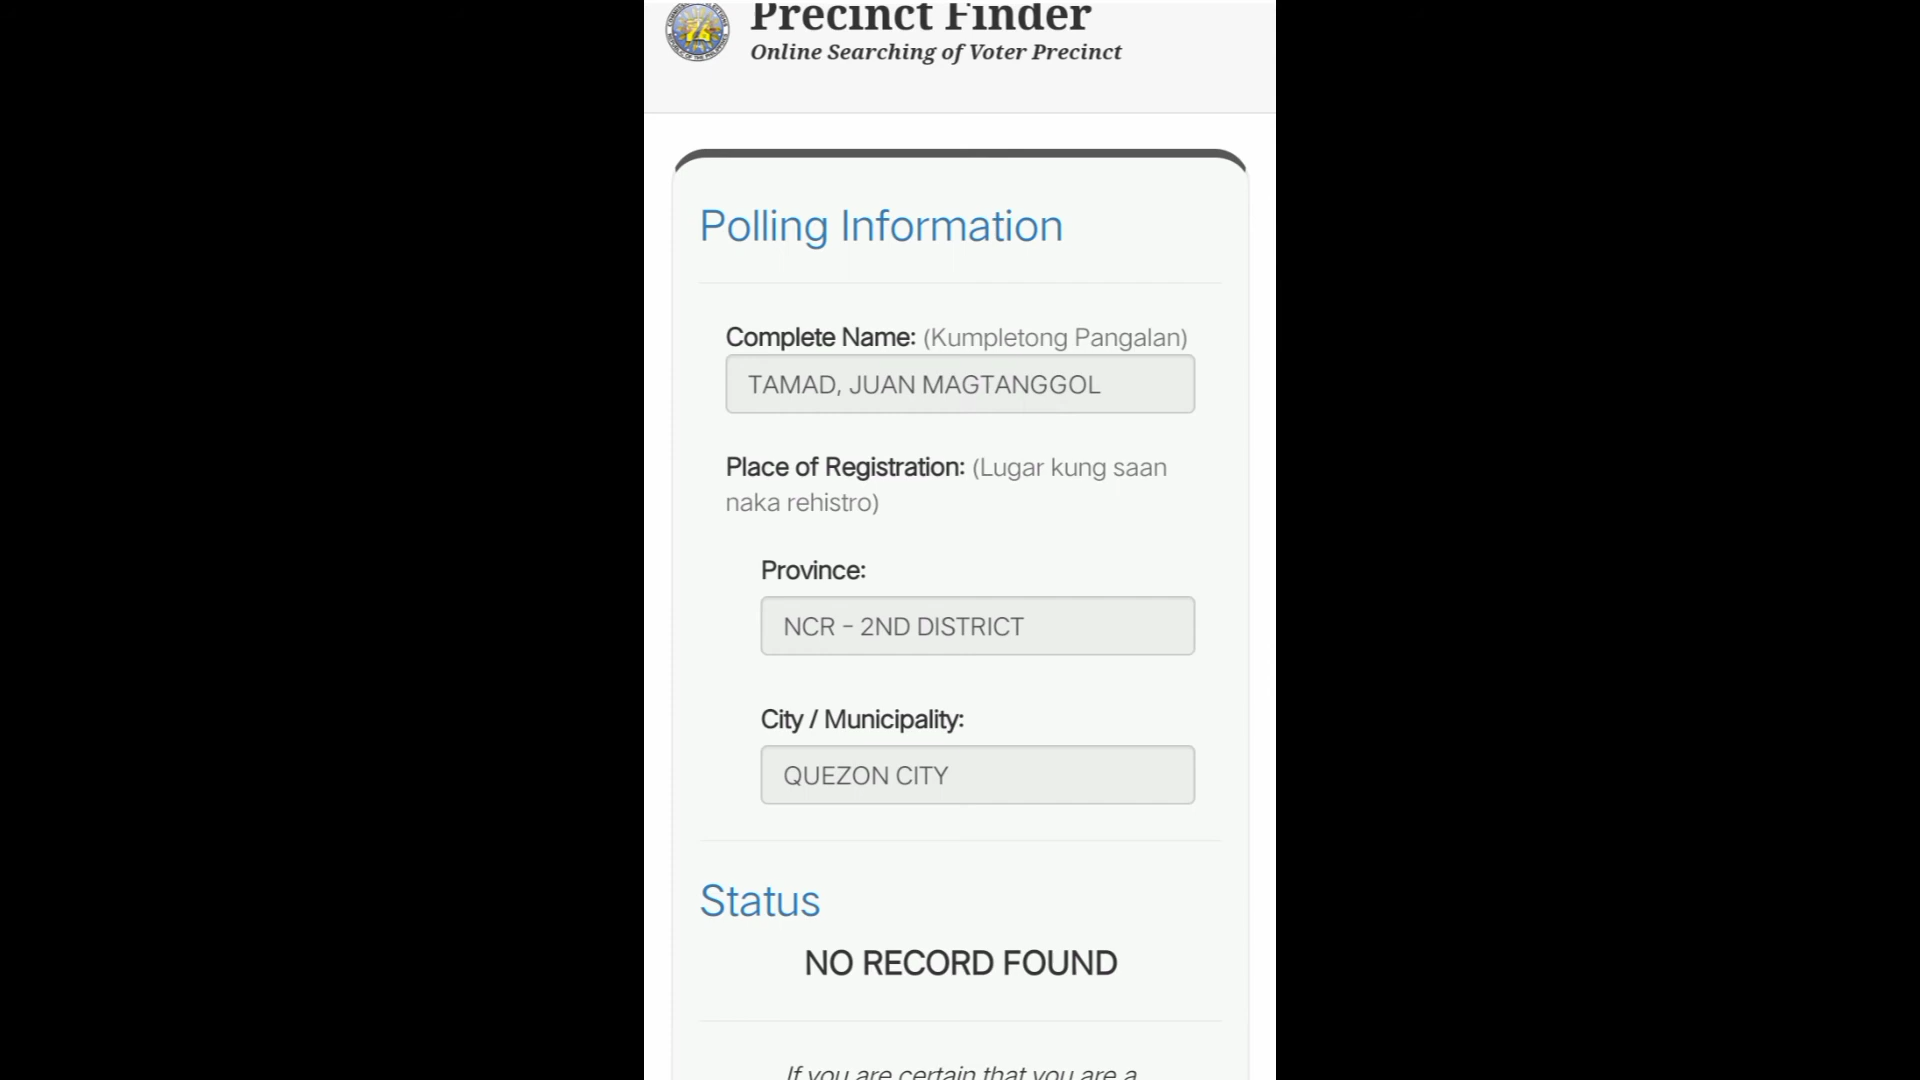 Precinct Finder
Online Searching of Voter Precinct
Polling Information
Complete Name: (Kumpletong Pangalan)
TAMAD, JUAN MAGTANGGOL
Place of Registration: (Lugar kung saan
naka rehistro)
Province:
NCR - 2ND DISTRICT
City / Municipality:
QUEZON CITY
Status
NO RECORD FOUND
If you are certain that you are a